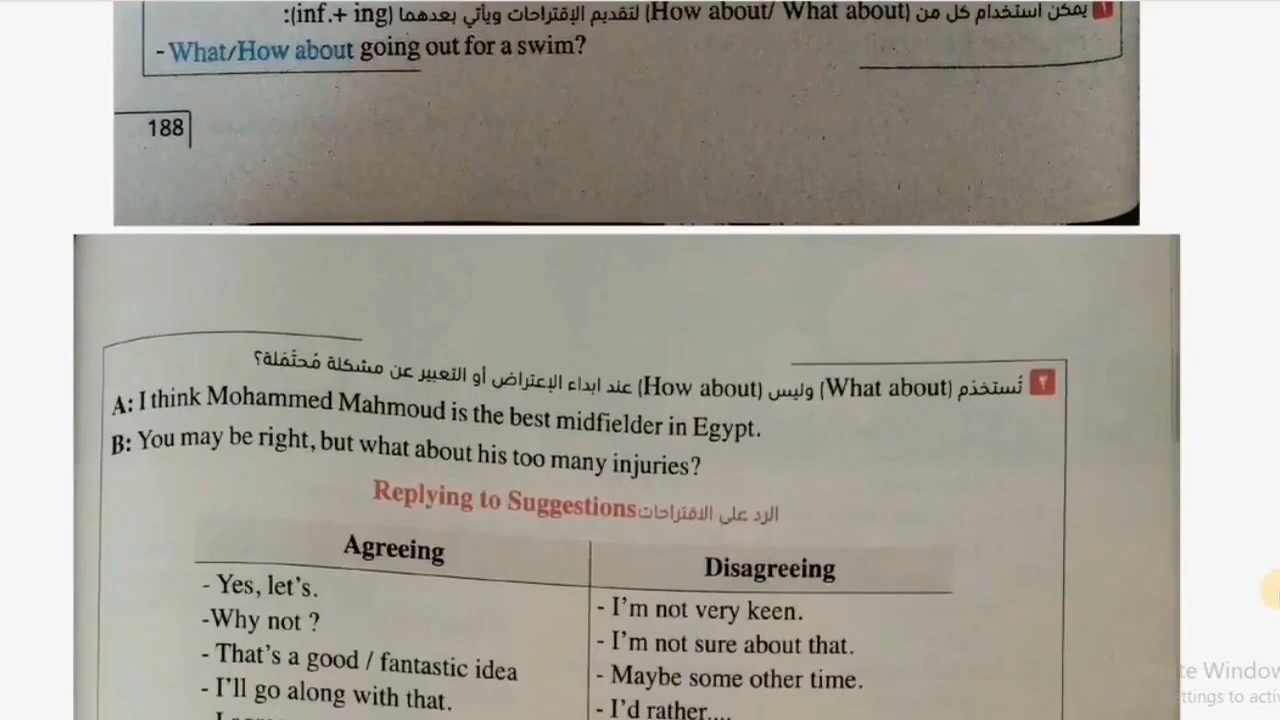 ١ يمكن استخدام كل من (How about/ What about) لتقديم الإقتراحات ويأتي بعدهما (inf.+ ing):
- What/How about going out for a swim?
188
٢ تُستخدَم (What about) وليس (How about) عند ابداء الإعتراض أو التعبير عن مشكلة مُحتَمَلة؟
A: I think Mohammed Mahmoud is the best midfielder in Egypt.
B: You may be right, but what about his too many injuries?
Replying to Suggestions الرد على الاقتراحات
Agreeing
Disagreeing
- Yes, let's.
- I'm not very keen.
-Why not ?
- I'm not sure about that.
- That's a good / fantastic idea
- Maybe some other time.
- I'll go along with that.
- I'd rather....